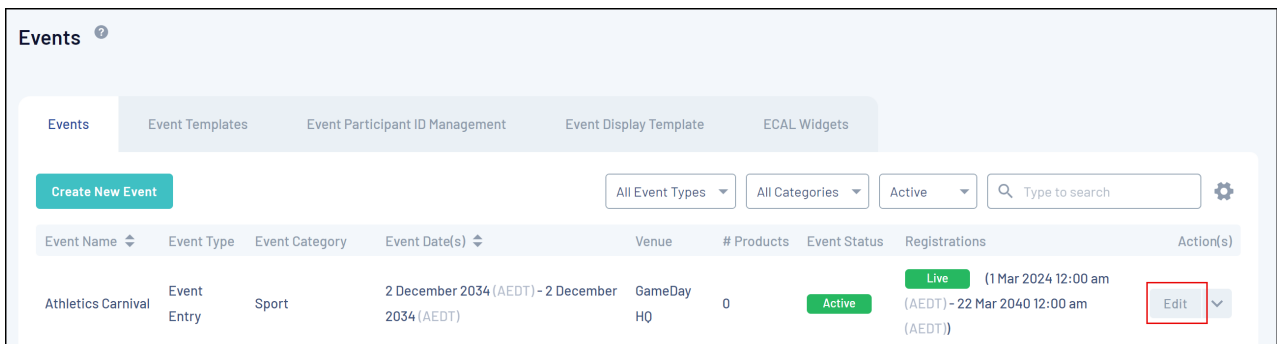 Events ?
Events Event Templates Event Participant ID Management Event Display Template ECAL Widgets
Create New Event All Event Types All Categories Active Type to search
Event Name Event Type Event Category Event Date(s) Venue # Products Event Status Registrations Action(s)
Athletics Carnival Event Entry Sport 2 December 2034 (AEDT) - 2 December 2034 (AEDT) GameDay HQ 0 Active Live (1 Mar 2024 12:00 am (AEDT) - 22 Mar 2040 12:00 am (AEDT)) Edit